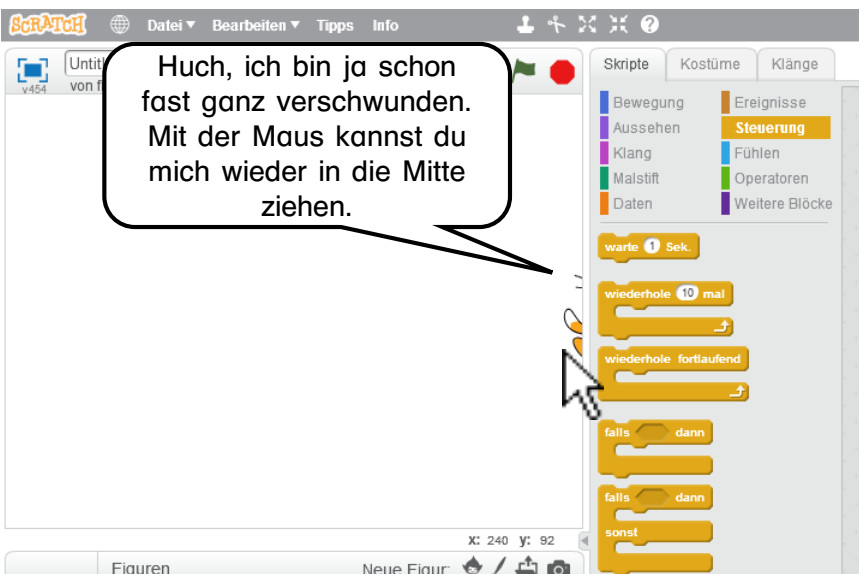 SCRATCH Datei Bearbeiten Tipps Info
v454
Untit
von f
Huch, ich bin ja schon
fast ganz verschwunden.
Mit der Maus kannst du
mich wieder in die Mitte
ziehen.
Skripte Kostüme Klänge
Bewegung Ereignisse
Aussehen Steuerung
Klang Fühlen
Malstift Operatoren
Daten Weitere Blöcke
warte 1 Sek.
wiederhole 10 mal
wiederhole fortlaufend
falls dann
falls dann
sonst
X: 240 y: 92
Figuren Neue Figur: